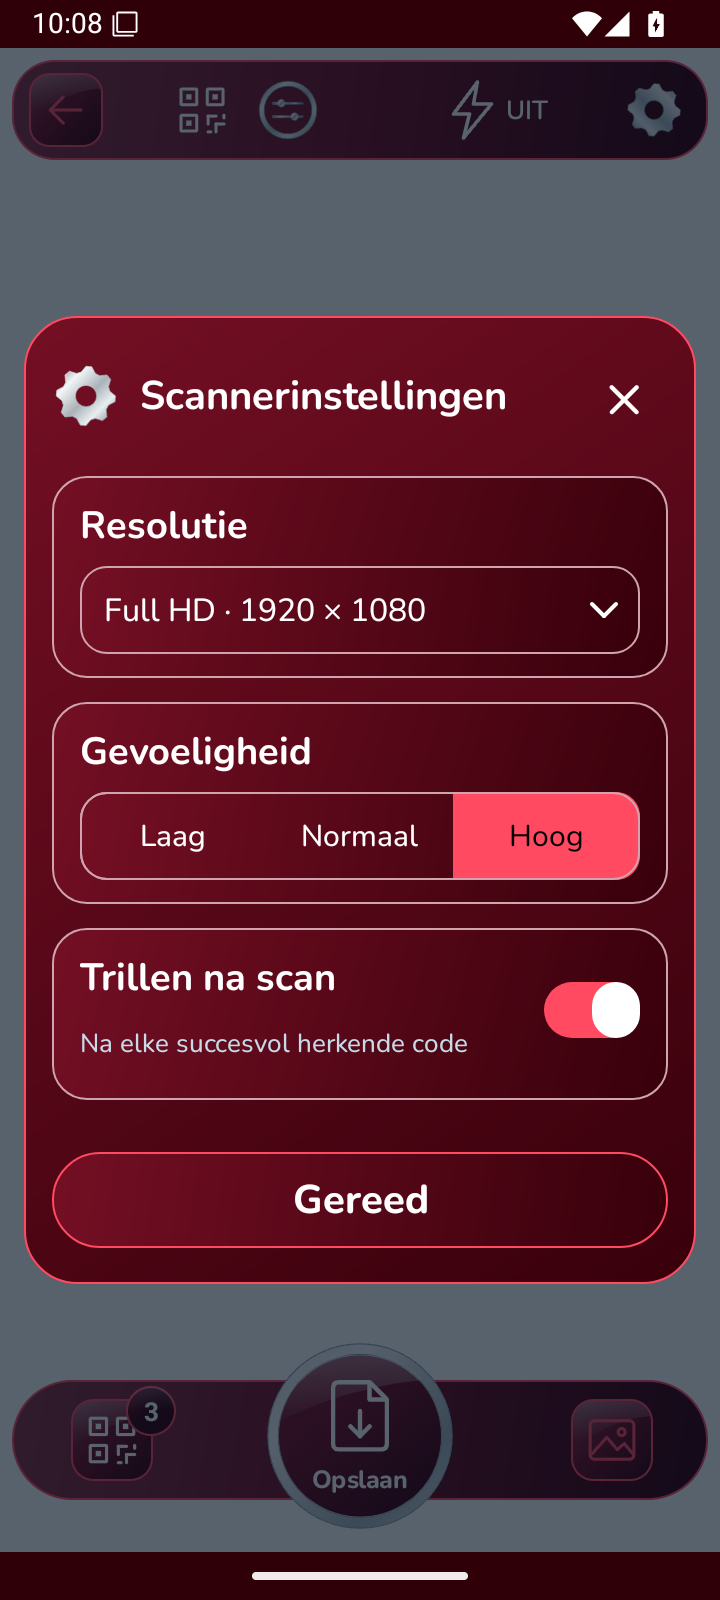 10:08
UIT
Scannerinstellingen
Resolutie
Full HD · 1920 × 1080
Gevoeligheid
Laag Normaal Hoog
Trillen na scan
Na elke succesvol herkende code
Gereed
3
Opslaan